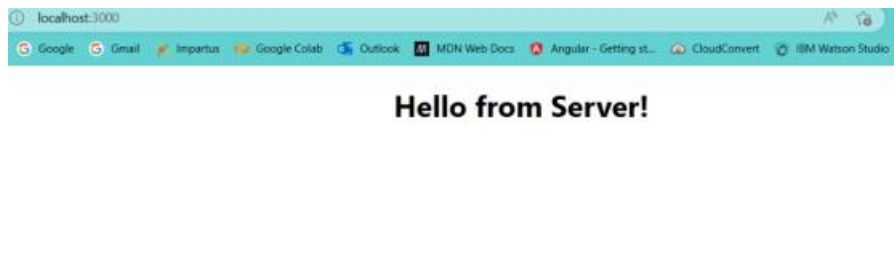 localhost:3000
Google Gmail Impartus Google Colab Outlook MDN Web Docs Angular - Getting st... CloudConvert IBM Watson Studio
Hello from Server!